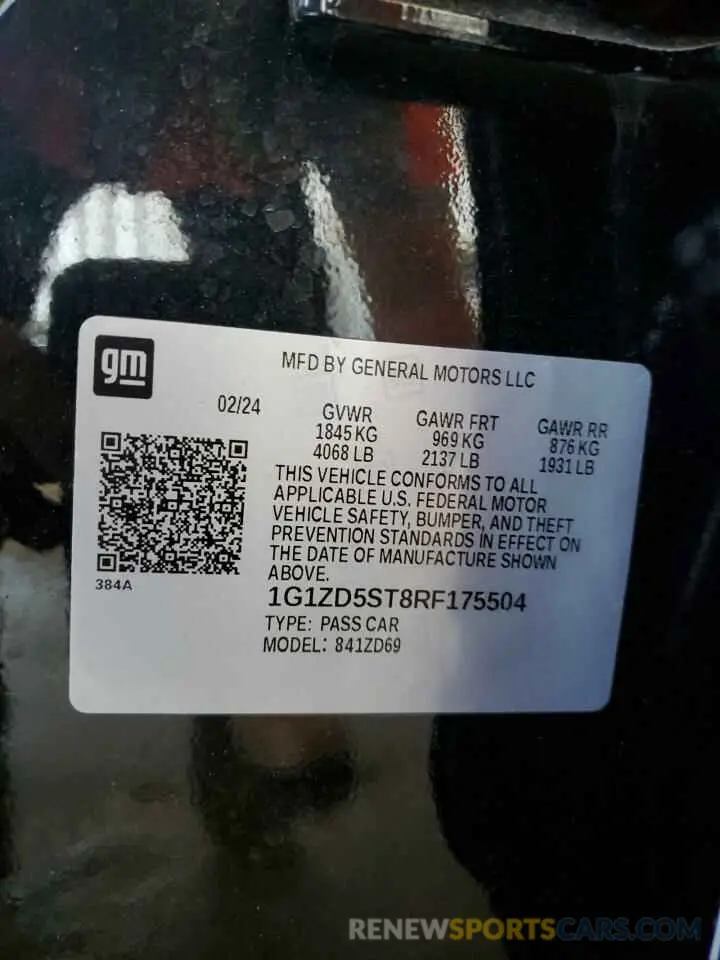 gm
MFD BY GENERAL MOTORS LLC
02/24
GVWR GAWR FRT GAWR RR
1845 KG 969 KG 876 KG
4068 LB 2137 LB 1931 LB
THIS VEHICLE CONFORMS TO ALL
APPLICABLE U.S. FEDERAL MOTOR
VEHICLE SAFETY, BUMPER, AND THEFT
PREVENTION STANDARDS IN EFFECT ON
THE DATE OF MANUFACTURE SHOWN
ABOVE.
384A
1G1ZD5ST8RF175504
TYPE: PASS CAR
MODEL: 841ZD69
RENEWSPORTSCARS.COM